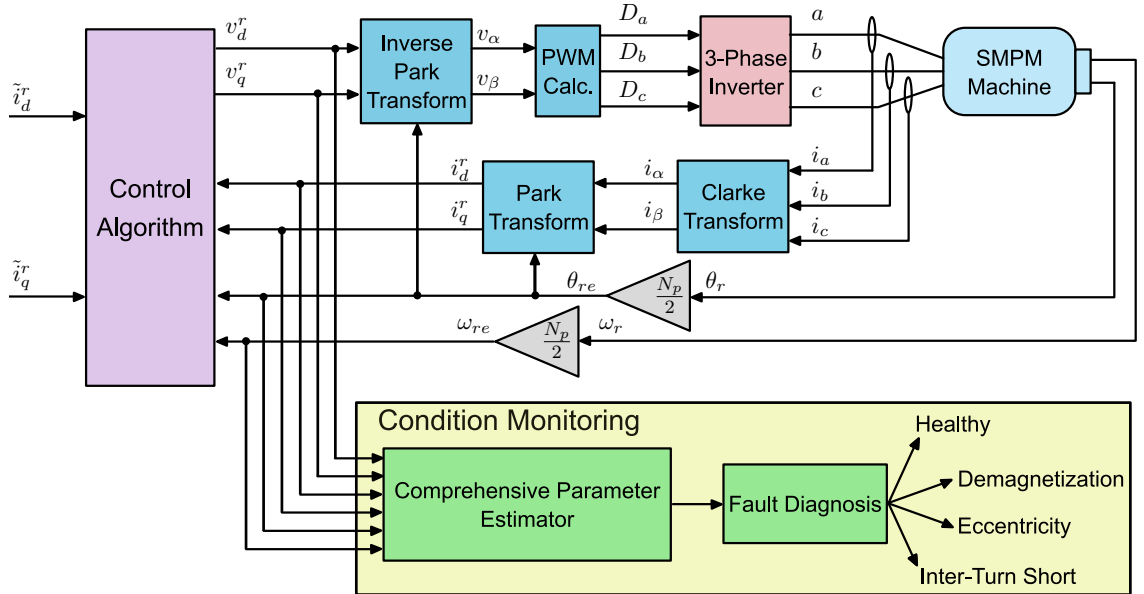 ĩ_d^r
ĩ_q^r
Control
Algorithm
v_d^r
v_q^r
Inverse
Park
Transform
v_α
v_β
PWM
Calc.
D_a
D_b
D_c
3-Phase
Inverter
a
b
c
SMPM
Machine
i_d^r
i_q^r
Park
Transform
i_α
i_β
Clarke
Transform
i_a
i_b
i_c
θ_re
N_p
2
θ_r
ω_re
N_p
2
ω_r
Condition Monitoring
Comprehensive Parameter
Estimator
Fault Diagnosis
Healthy
Demagnetization
Eccentricity
Inter-Turn Short